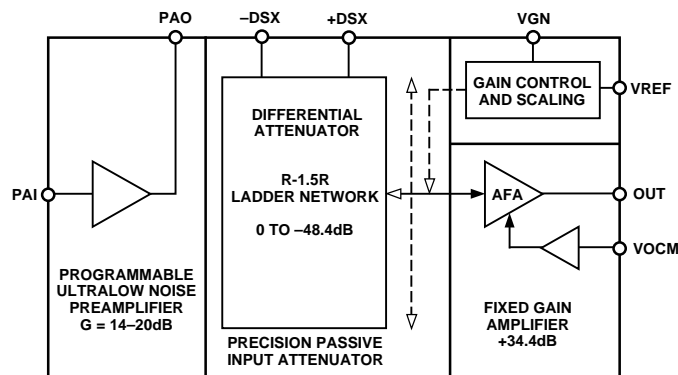 PAO
–DSX
+DSX
VGN
GAIN CONTROL
AND SCALING
VREF
DIFFERENTIAL
ATTENUATOR
R-1.5R
LADDER NETWORK
0 TO –48.4dB
PAI
AFA
OUT
VOCM
PROGRAMMABLE
ULTRALOW NOISE
PREAMPLIFIER
G = 14–20dB
PRECISION PASSIVE
INPUT ATTENUATOR
FIXED GAIN
AMPLIFIER
+34.4dB